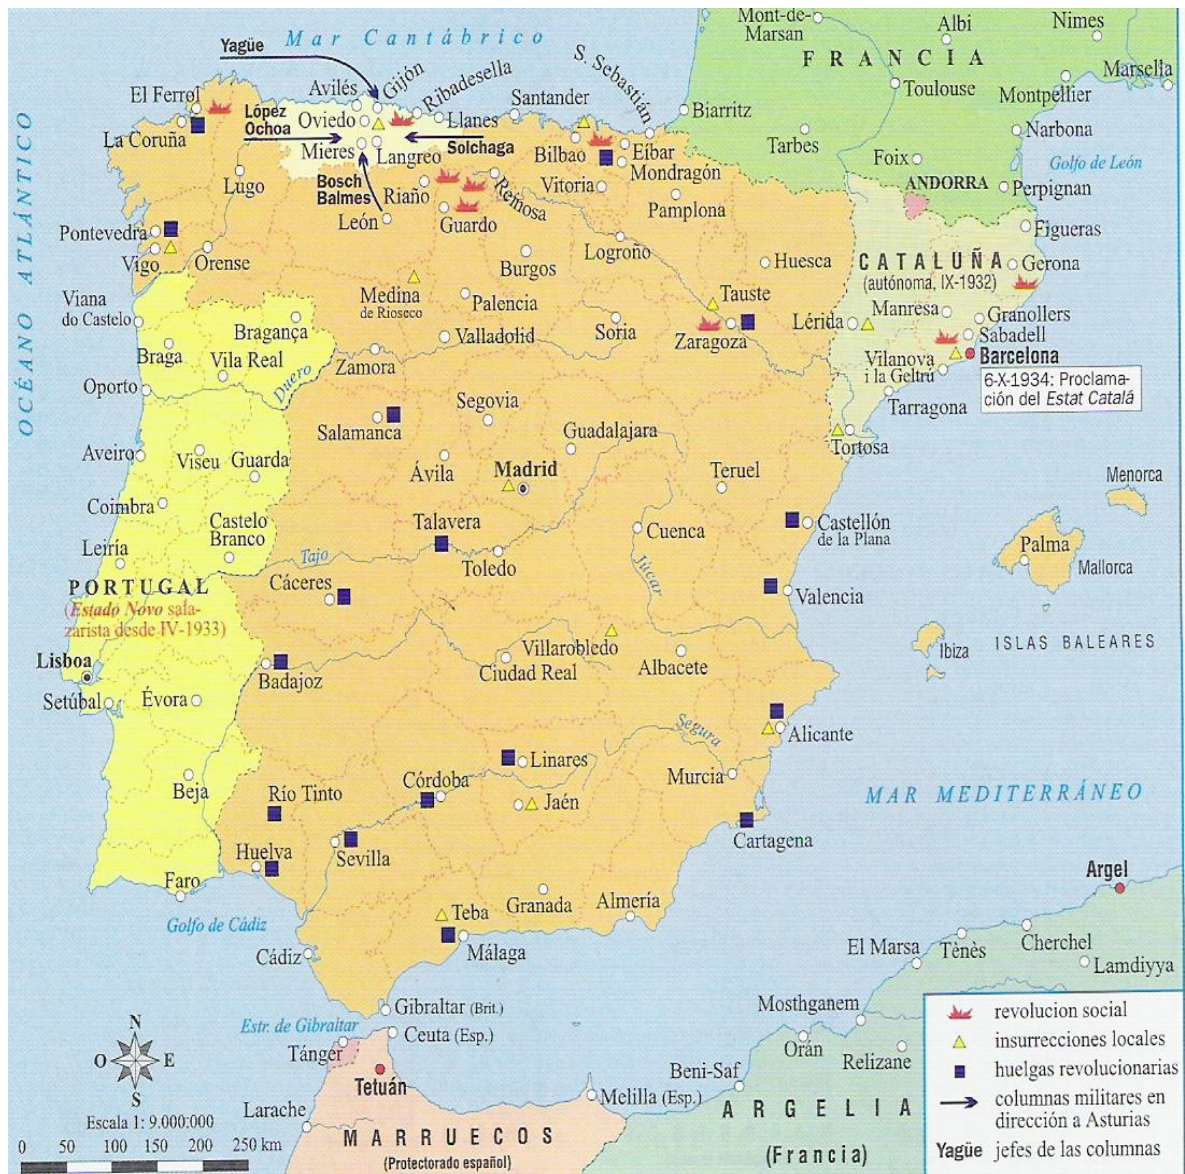 Mar Cantábrico
Yagüe
Mont-de-
Marsan
Albi
Nimes
FRANCIA
Toulouse
Montpellier
Marsella
Avilés
Gijón
Ribadesella
S. Sebastián
El Ferrol
López
Ochoa
Oviedo
Llanes
Santander
Biarritz
La Coruña
Mieres
Langreo
Solchaga
Bilbao
Eíbar
Mondragón
Tarbes
Narbona
Foix
Golfo de León
Lugo
Bosch
Balmes
Riaño
Reinosa
Vitoria
Pamplona
ANDORRA
Perpignan
León
Guardo
Pontevedra
Vigo
Orense
Burgos
Logroño
Huesca
Figueras
CATALUÑA
(autónoma, IX-1932)
Gerona
Medina
de Rioseco
Palencia
Tauste
Manresa
Granollers
Viana
do Castelo
Bragança
Valladolid
Soria
Zaragoza
Lérida
Sabadell
Braga
Vila Real
Zamora
Vilanova
i la Geltrú
Barcelona
Oporto
Duero
6-X-1934: Proclama-
ción del Estat Catalá
Tarragona
Salamanca
Segovia
Guadalajara
Tortosa
Aveiro
Viseu
Guarda
Ávila
Madrid
Teruel
Menorca
Coimbra
Castelo
Branco
Talavera
Cuenca
Castellón
de la Plana
Leiría
Tajo
Toledo
Júcar
Palma
Mallorca
PORTUGAL
(Estado Novo sala-
zarista desde IV-1933)
Cáceres
Valencia
Lisboa
Villarobledo
Ciudad Real
Albacete
Ibiza
ISLAS BALEARES
Setúbal
Évora
Badajoz
Segura
Alicante
Beja
Linares
Murcia
Río Tinto
Córdoba
Jaén
MAR MEDITERRÁNEO
Huelva
Sevilla
Cartagena
Faro
Golfo de Cádiz
Teba
Granada
Almería
Argel
Cádiz
Málaga
El Marsa
Tènès
Cherchel
Lamdiyya
OCÉANO ATLÁNTICO
Gibraltar (Brit.)
Estr. de Gibraltar
Ceuta (Esp.)
Mosthganem
Tánger
Orán
Relizane
Tetuán
Beni-Saf
Larache
Melilla (Esp.)
ARGELIA
(Francia)
MARRUECOS
(Protectorado español)
N
O
E
S
Escala 1: 9.000:000
0 50 100 150 200 250 km
revolucion social
insurrecciones locales
huelgas revolucionarias
columnas militares en
dirección a Asturias
Yagüe jefes de las columnas